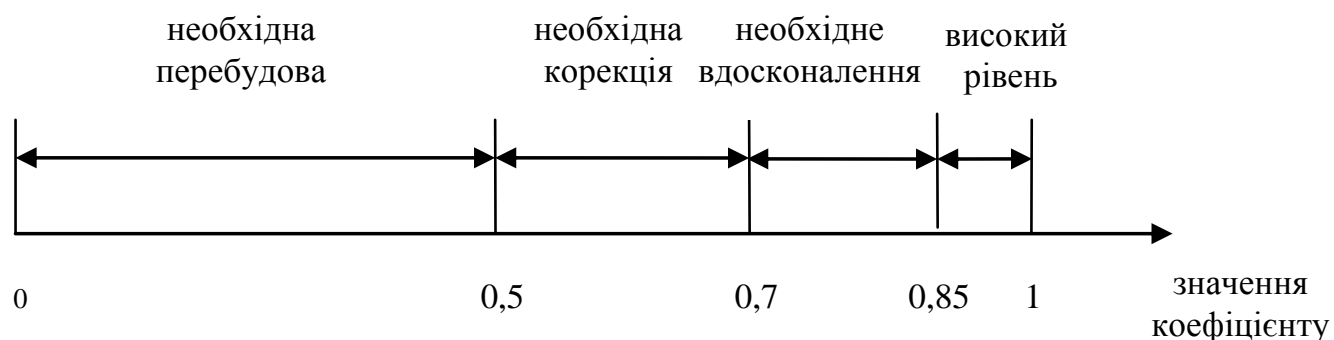 необхідна
перебудова
необхідна
корекція
необхідне
вдосконалення
високий
рівень
0
0,5
0,7
0,85
1
значення
коефіцієнту